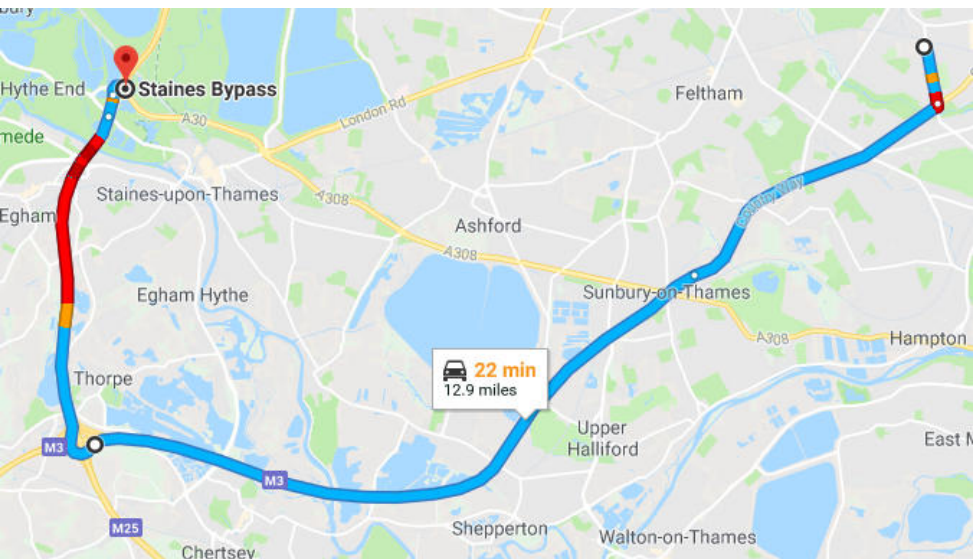 Hythe End
Staines Bypass
Feltham
London Rd
A30
Staines-upon-Thames
A308
Egham
Ashford
Country Way
A308
Egham Hythe
Sunbury-on-Thames
A308
Hampton
22 min
12.9 miles
Thorpe
Upper
Halliford
M3
M3
M25
Shepperton
Walton-on-Thames
Chertsey